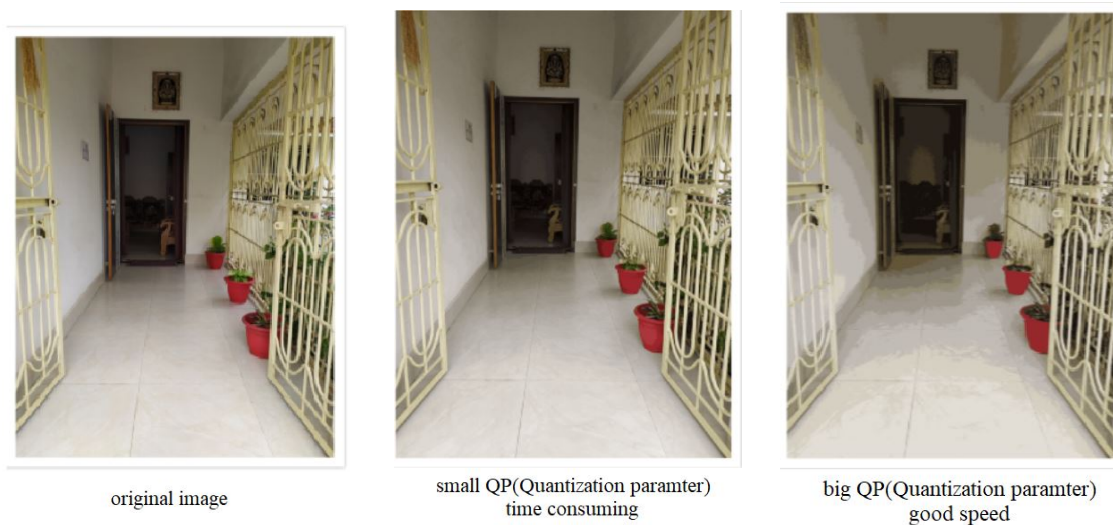 original image
small QP(Quantization paramter)
time consuming
big QP(Quantization paramter)
good speed